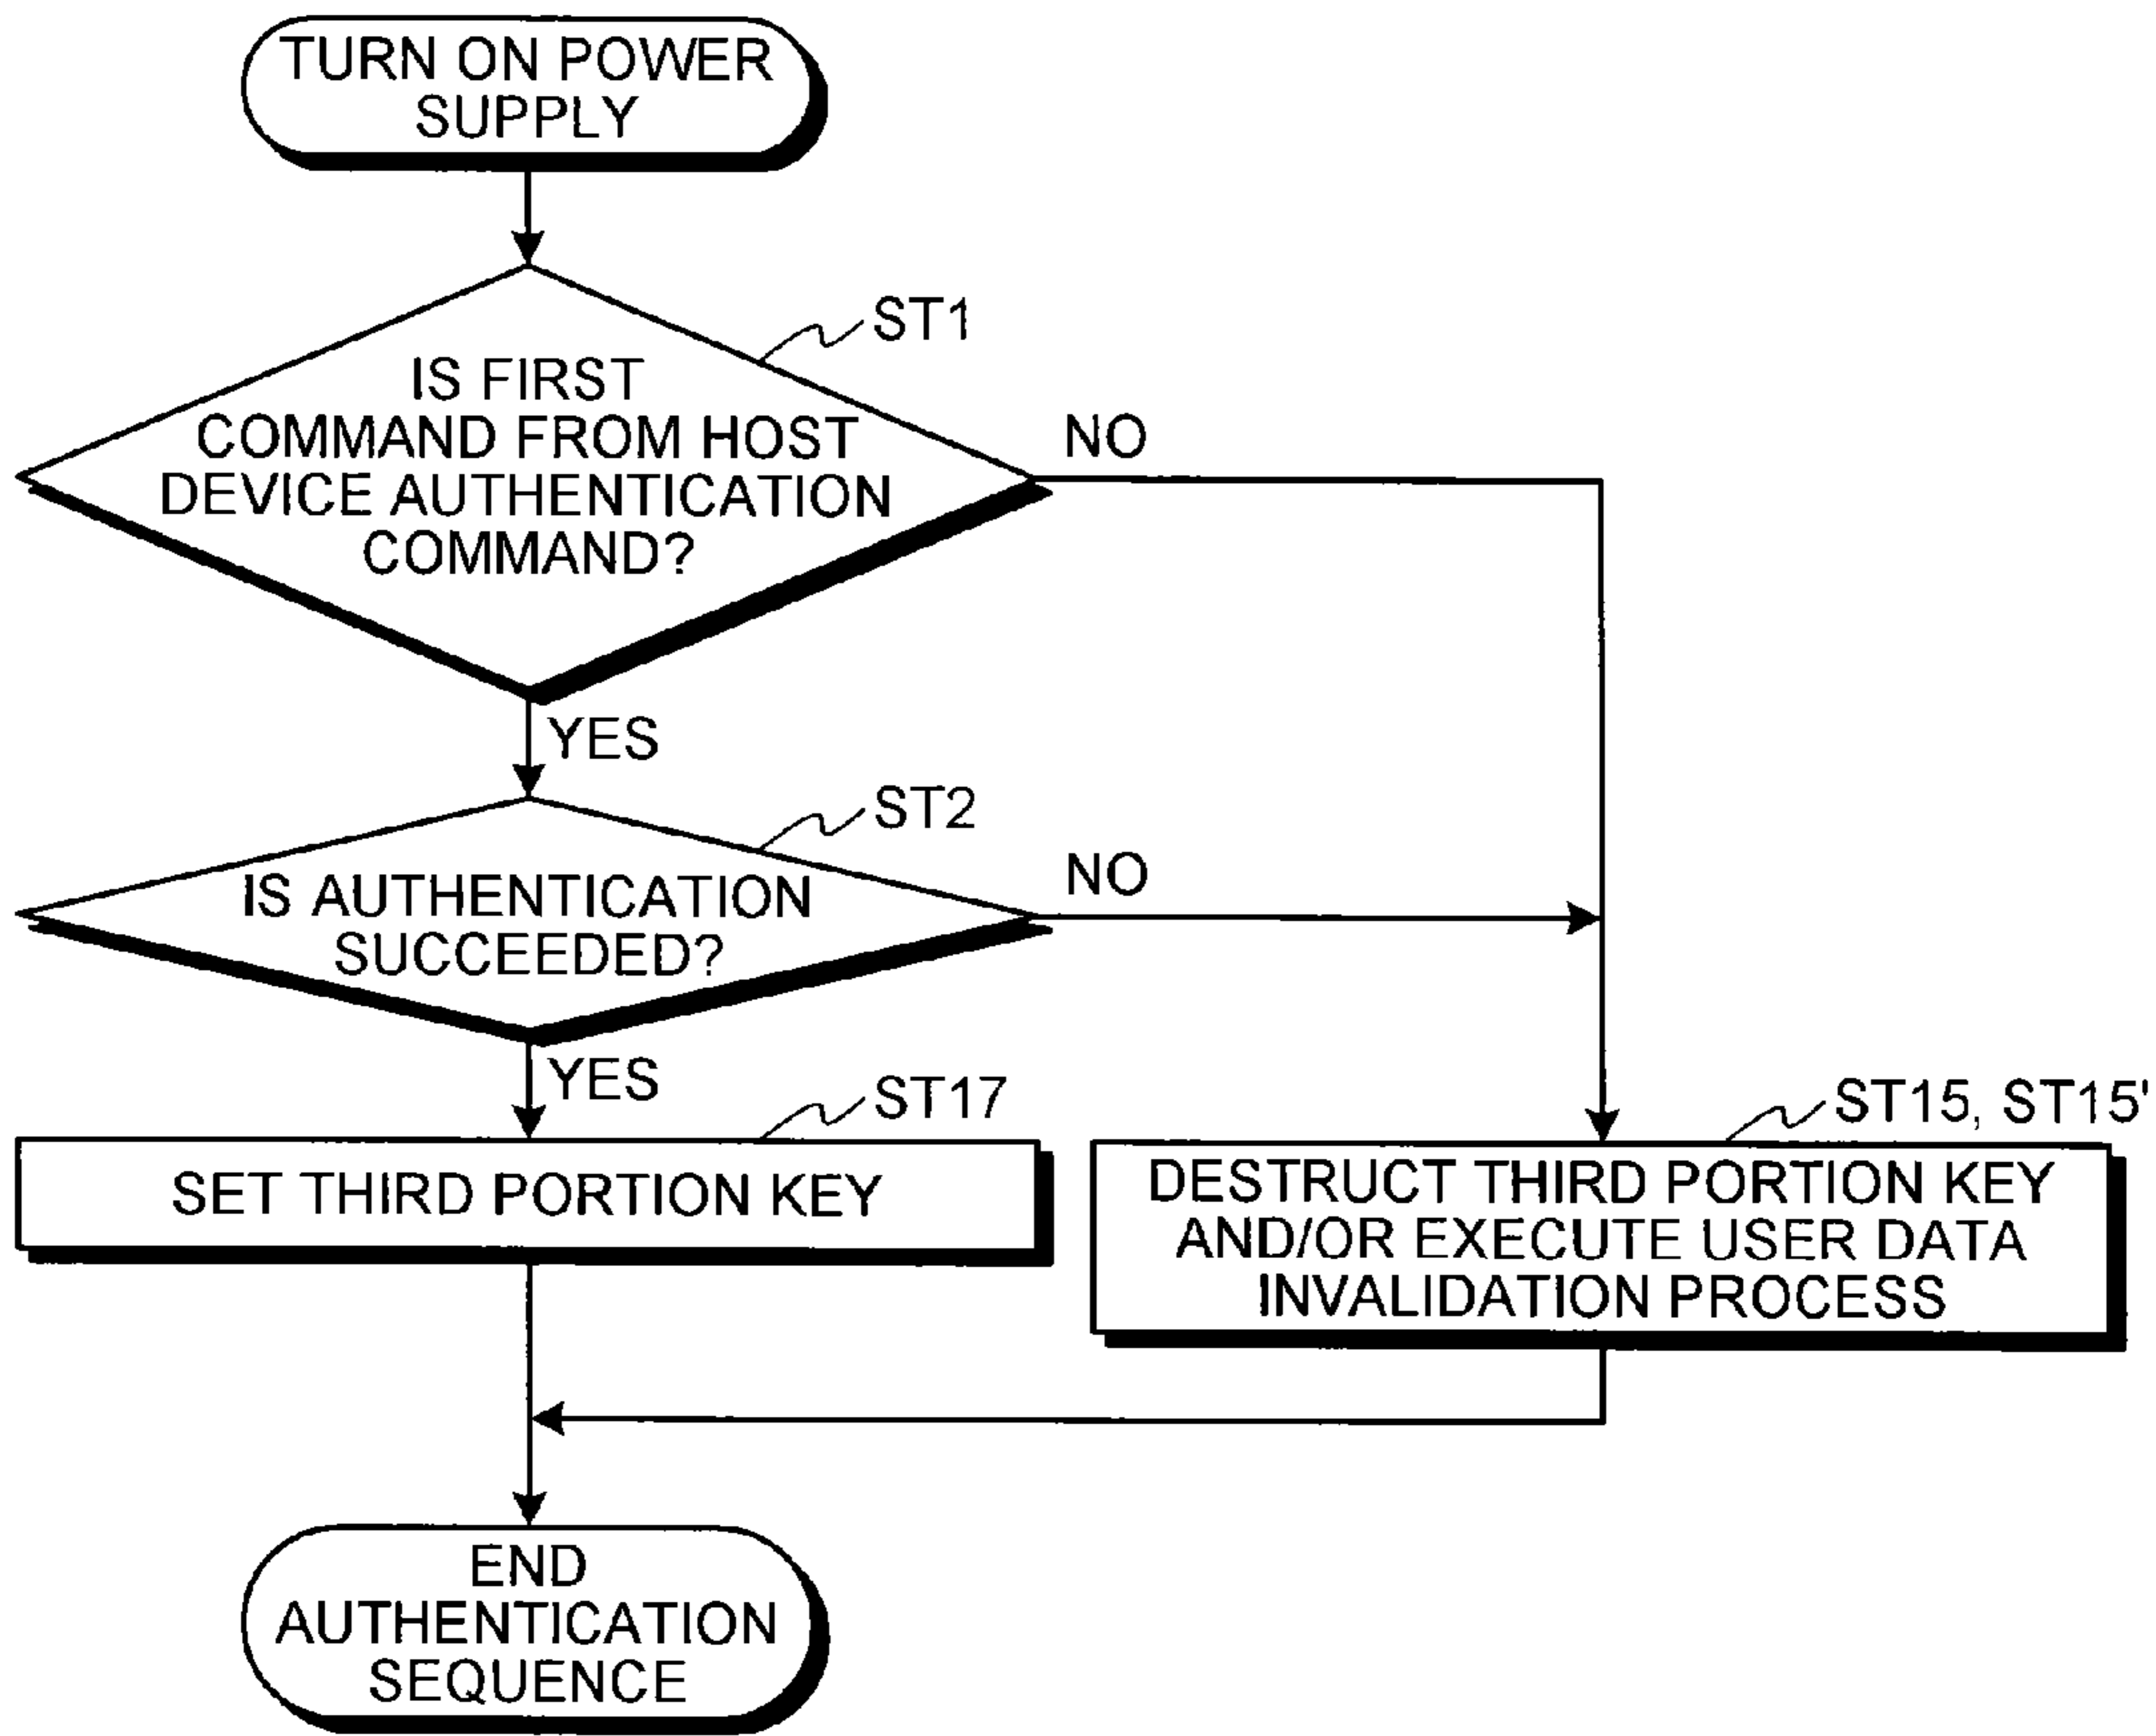 TURN ON POWER
SUPPLY
ST1
IS FIRST
COMMAND FROM HOST
DEVICE AUTHENTICATION
COMMAND?
NO
YES
ST2
IS AUTHENTICATION
SUCCEEDED?
NO
YES
ST17
SET THIRD PORTION KEY
ST15, ST15'
DESTRUCT THIRD PORTION KEY
AND/OR EXECUTE USER DATA
INVALIDATION PROCESS
END
AUTHENTICATION
SEQUENCE